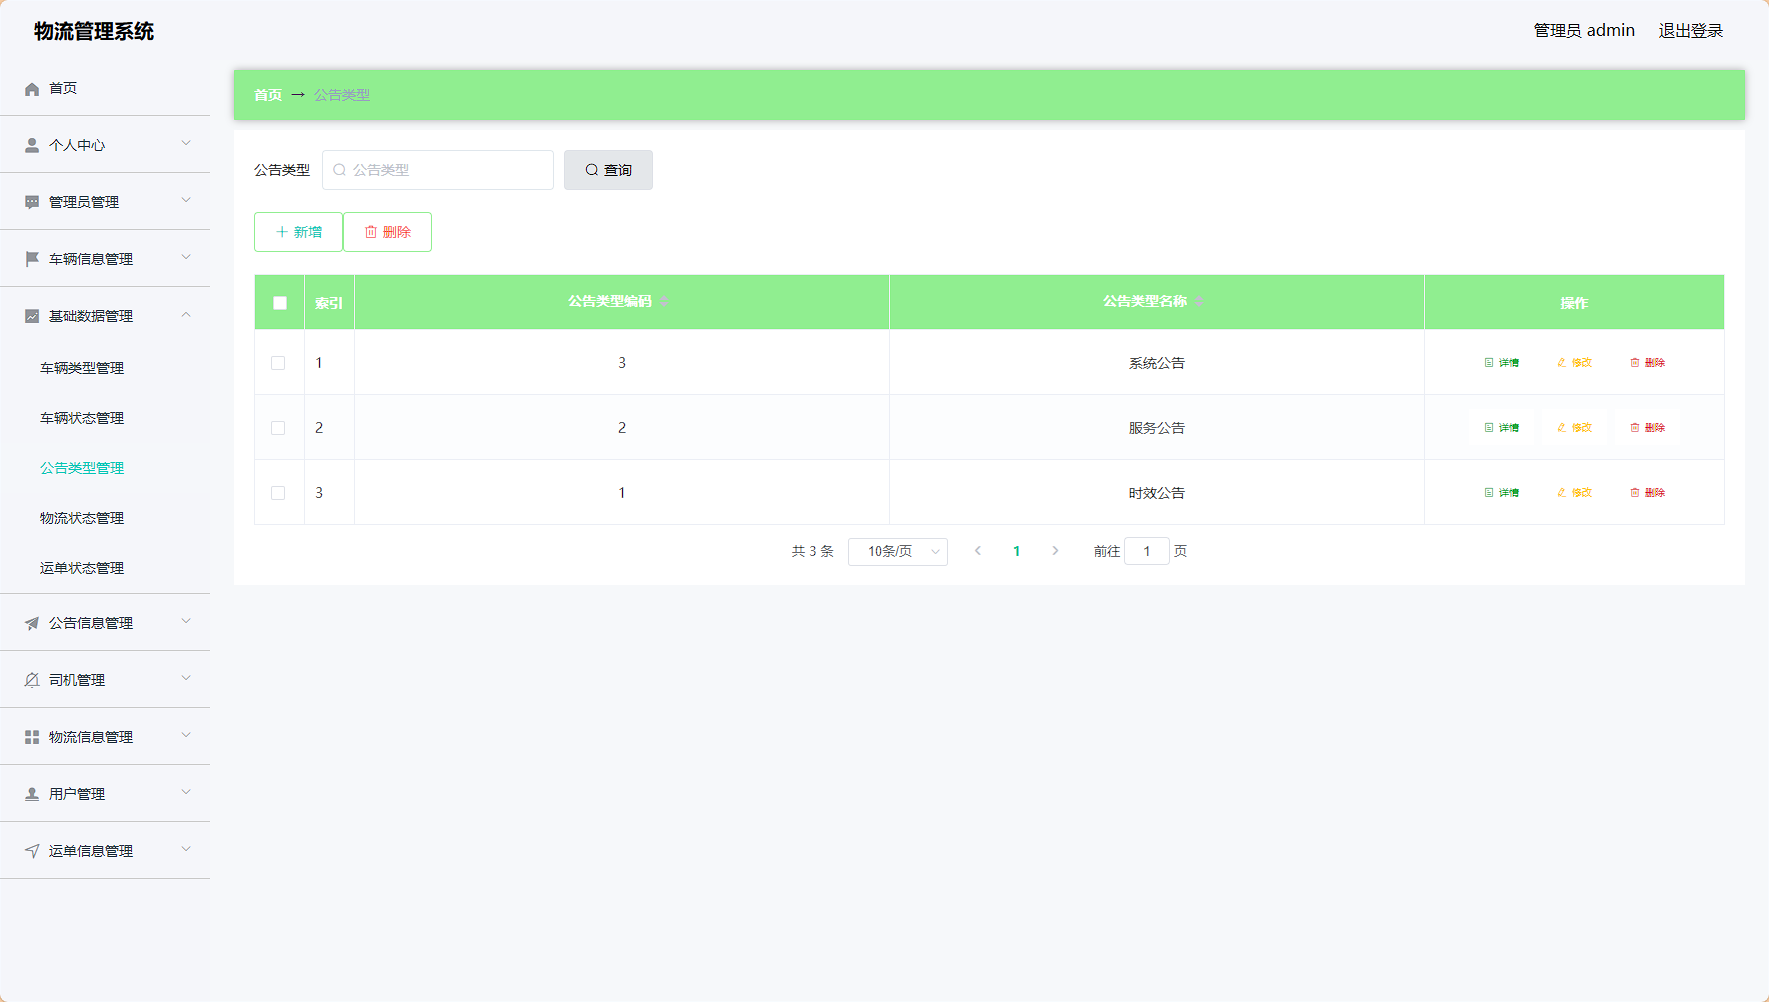 物流管理系统
管理员 admin 退出登录
首页
个人中心
管理员管理
车辆信息管理
基础数据管理
车辆类型管理
车辆状态管理
公告类型管理
物流状态管理
运单状态管理
公告信息管理
司机管理
物流信息管理
用户管理
运单信息管理
首页 → 公告类型
公告类型 公告类型 查询
新增 删除
索引 公告类型编码 公告类型名称 操作
1 3 系统公告 详情 修改 删除
2 2 服务公告 详情 修改 删除
3 1 时效公告 详情 修改 删除
共 3 条 10条/页 1 前往 1 页